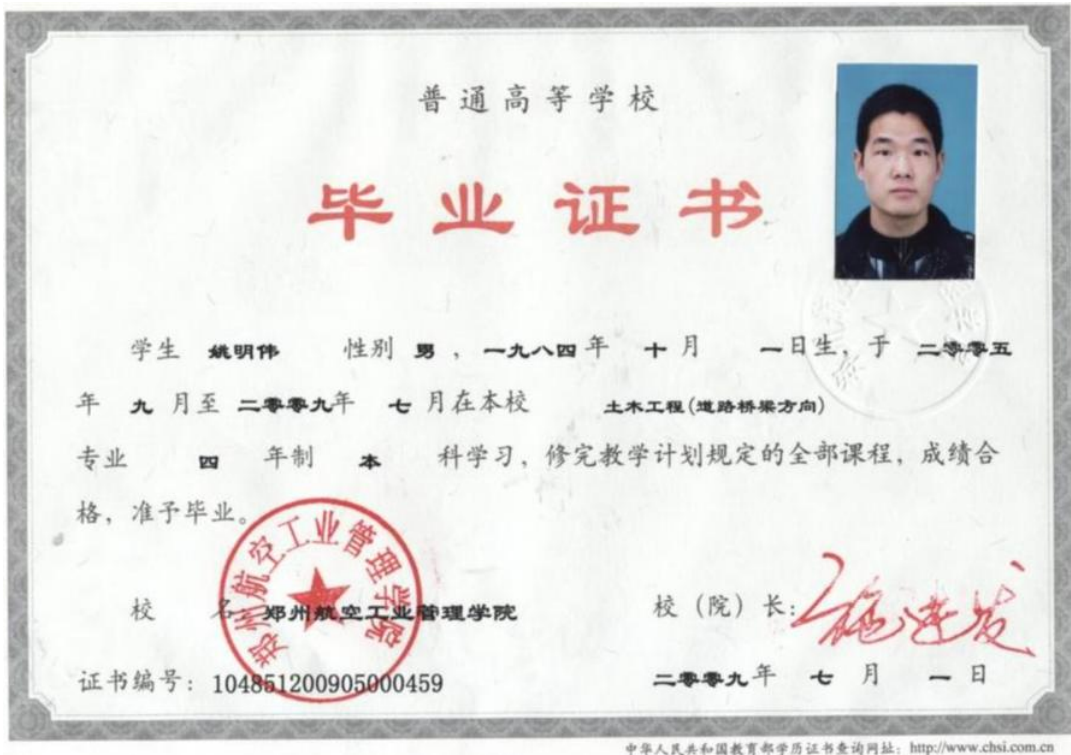 普通高等学校
毕业证书
学生 姚明伟 性别 男，一九八四年 十月 一日生，于 二零零五
年 九 月至 二零零九年 七 月在本校 土木工程(道路桥梁方向)
专业 四 年制 本 科学习，修完教学计划规定的全部课程，成绩合
格，准予毕业。
郑州航空工业管理学院
校 名 郑州航空工业管理学院
校（院）长：
证书编号：104851200905000459
二零零九年 七 月 一 日
中华人民共和国教育部学历证书查询网址：http://www.chsi.com.cn